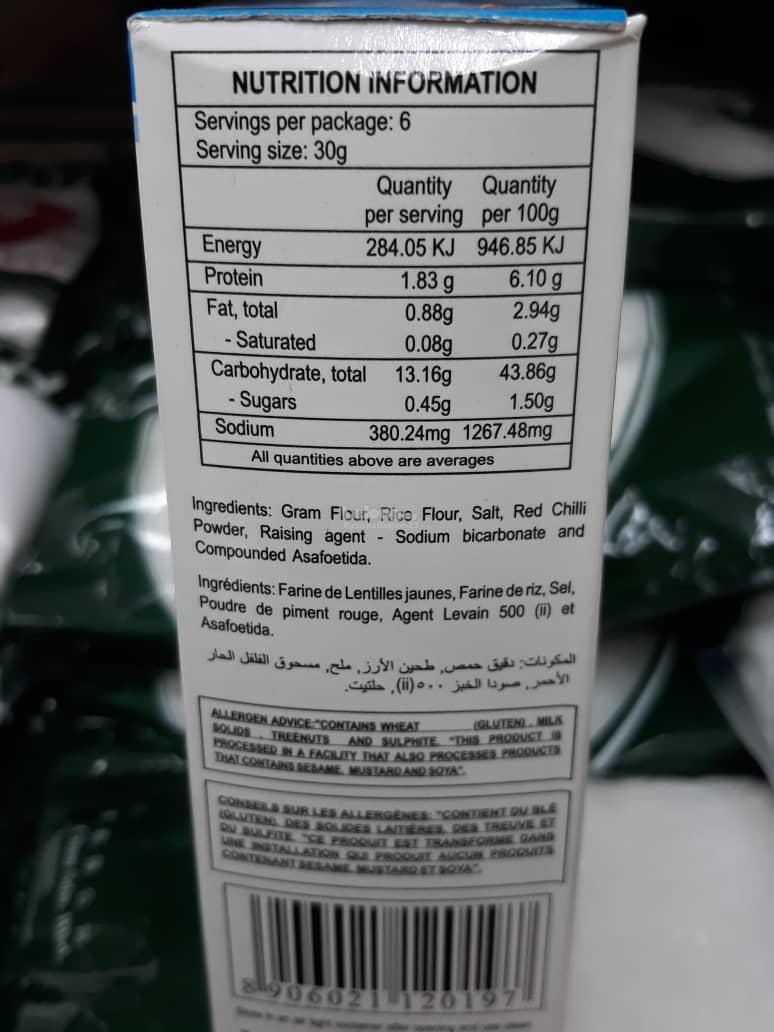 NUTRITION INFORMATION
Servings per package: 6
Serving size: 30g
Quantity Quantity
per serving per 100g
Energy 284.05 KJ 946.85 KJ
Protein 1.83 g 6.10 g
Fat, total 0.88g 2.94g
- Saturated 0.08g 0.27g
Carbohydrate, total 13.16g 43.86g
- Sugars 0.45g 1.50g
Sodium 380.24mg 1267.48mg
All quantities above are averages
Ingredients: Gram Flour, Rice Flour, Salt, Red Chilli
Powder, Raising agent - Sodium bicarbonate and
Compounded Asafoetida.
Ingrédients: Farine de Lentilles jaunes, Farine de riz, Sel,
Poudre de piment rouge, Agent Levain 500 (ii) et
Asafoetida.
المكونات: دقيق حمص, طحين الأرز, ملح, مسحوق الفلفل الحار
الأحمر, صودا الخبز ٥٠٠ (ii), حلتيت.
ALLERGEN ADVICE:"CONTAINS WHEAT (GLUTEN) , MILK
SOLIDS , TREENUTS AND SULPHITE. "THIS PRODUCT IS
PROCESSED IN A FACILITY THAT ALSO PROCESSES PRODUCTS
THAT CONTAINS SESAME, MUSTARD AND SOYA".
CONSEILS SUR LES ALLERGÈNES: "CONTIENT DU BLÉ
(GLUTEN), DES SOLIDES LAITIÈRES, DES TREUVE ET
DU SULFITE. "CE PRODUIT EST TRANSFORMÉ DANS
UNE INSTALLATION QUI PRODUIT AUCUN PRODUITS
CONTENANT SESAME, MUSTARD ET SOYA".
8 906021 120197